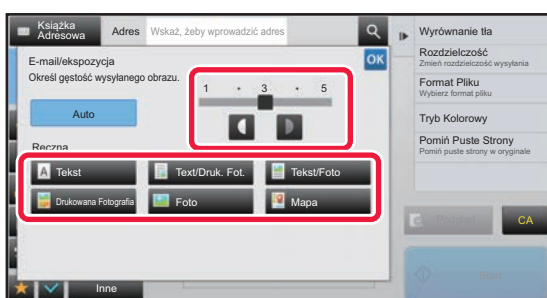 Książka
Adresowa
Adres
Wskaż, żeby wprowadzić adres
E-mail/ekspozycja
OK
Określ gęstość wysyłanego obrazu.
1 • 3 • 5
Auto
Ręczna
A Tekst
Text/Druk. Fot.
Tekst/Foto
Drukowana Fotografia
Foto
Mapa
Inne
Wyrównanie tła
Rozdzielczość
Zmień rozdzielczość wysyłania
Format Pliku
Wybierz format pliku
Tryb Kolorowy
Pomiń Puste Strony
Pomiń puste strony w oryginale
CA
Start